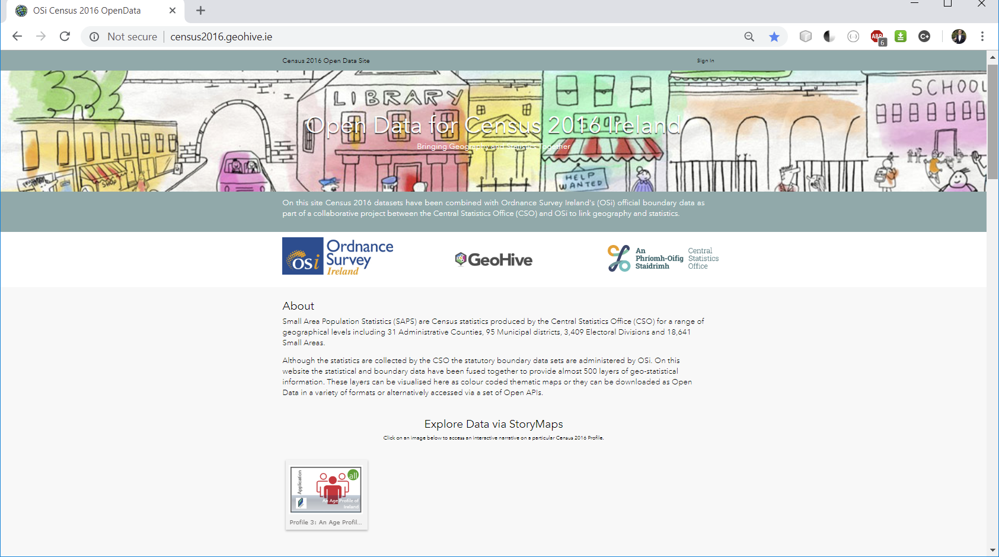 OSi Census 2016 OpenData
Not secure
census2016.geohive.ie
ABP
6
C+
Census 2016 Open Data Site
Sign In
LIBRARY
SCHOOL
SHOP
Open Data for Census 2016 Ireland
Bringing Geography and Statistics Together
SHOP
HELP
WANTED
On this site Census 2016 datasets have been combined with Ordnance Survey Ireland's (OSi) official boundary data as
part of a collaborative project between the Central Statistics Office (CSO) and OSi to link geography and statistics.
OSi
Ordnance
Survey
Ireland
GeoHive
An
Phríomh-Oifig
Staidrimh
Central
Statistics
Office
About
Small Area Population Statistics (SAPS) are Census statistics produced by the Central Statistics Office (CSO) for a range of
geographical levels including 31 Administrative Counties, 95 Municipal districts, 3,409 Electoral Divisions and 18,641
Small Areas.
Although the statistics are collected by the CSO the statutory boundary data sets are administered by OSi. On this
website the statistical and boundary data have been fused together to provide almost 500 layers of geo-statistical
information. These layers can be visualised here as colour coded thematic maps or they can be downloaded as Open
Data in a variety of formats or alternatively accessed via a set of Open APIs.
Explore Data via StoryMaps
Click on an image below to access an interactive narrative on a particular Census 2016 Profile.
Application
all
An Age Profile of
Ireland
Profile 3: An Age Profil...